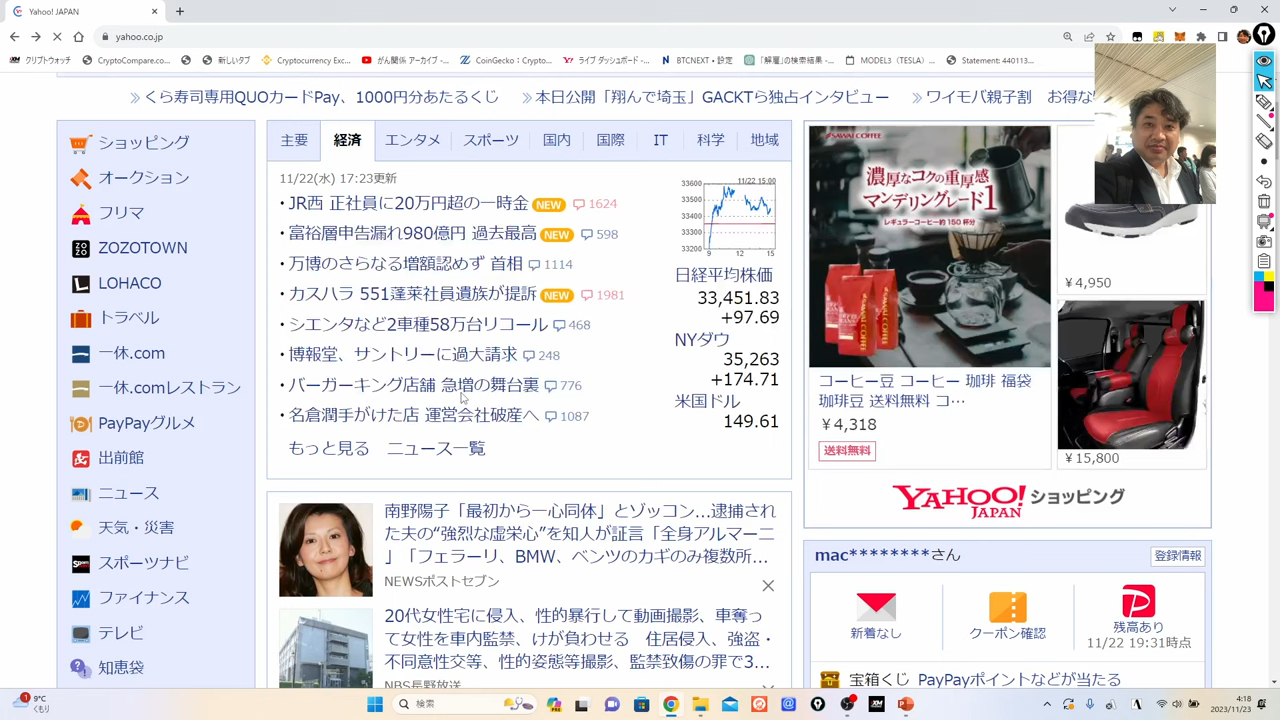 Yahoo! JAPAN
yahoo.co.jp
クリプトウォッチ
CryptoCompare.co...
新しいタブ
Cryptocurrency Exc...
がん関係 アーカイブ -...
CoinGecko : Crypto...
ライブ ダッシュボード -...
BTCNEXT • 設定
「解雇」の検索結果 -...
MODEL3（TESLA）...
Statement: 440113...
くら寿司専用QUOカードPay、1000円分あたるくじ
本日公開「翔んで埼玉」GACKTら独占インタビュー
ワイモバ親子割 お得な
ショッピング
オークション
フリマ
ZOZOTOWN
LOHACO
トラベル
一休.com
一休.comレストラン
PayPayグルメ
出前館
ニュース
天気・災害
スポーツナビ
ファイナンス
テレビ
知恵袋
主要 経済 エンタメ スポーツ 国内 国際 IT 科学 地域
11/22(水) 17:23更新
・JR西 正社員に20万円超の一時金 NEW 1624
・富裕層申告漏れ980億円 過去最高 NEW 598
・万博のさらなる増額認めず 首相 1114
・カスハラ 551蓬莱社員遺族が提訴 NEW 1981
・シエンタなど2車種58万台リコール 468
・博報堂、サントリーに過大請求 248
・バーガーキング店舗 急増の舞台裏 776
・名倉潤手がけた店 運営会社破産へ 1087
もっと見る ニュース一覧
11/22 15:00
33600
33500
33400
33300
33200
9 12 15
日経平均株価
33,451.83
+97.69
NYダウ
35,263
+174.71
米国ドル
149.61
南野陽子「最初から一心同体」とゾッコン…逮捕され
た夫の“強烈な虚栄心”を知人が証言「全身アルマーニ
」「フェラーリ、BMW、ベンツのカギのみ複数所…
NEWSポストセブン
20代女性宅に侵入、性的暴行して動画撮影、車奪っ
て女性を車内監禁、けが負わせる 住居侵入、強盗・
不同意性交等、性的姿態等撮影、監禁致傷の罪で3…
NBS長野放送
SAWAI COFFEE
濃厚なコクの重厚感
マンデリングレード1
レギュラーコーヒー約 150 杯分
コーヒー豆 コーヒー 珈琲 福袋
珈琲豆 送料無料 コ…
￥4,318
送料無料
￥4,950
￥15,800
YAHOO! JAPAN ショッピング
mac********さん
登録情報
新着なし
クーポン確認
残高あり
11/22 19:31時点
宝箱くじ PayPayポイントなどが当たる
9°C
くもり
検索
4:18
2023/11/23